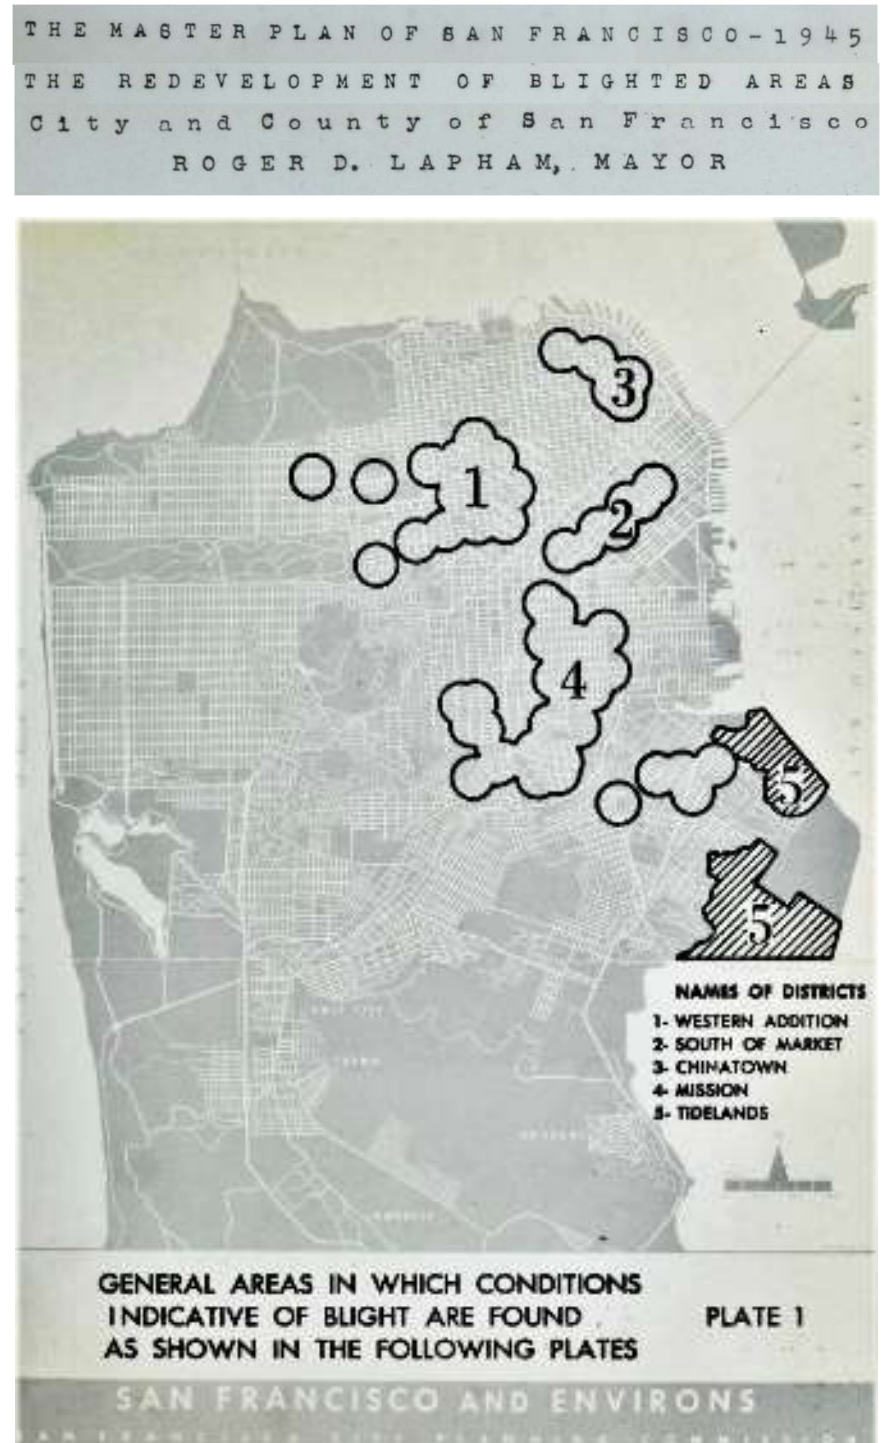 THE MASTER PLAN OF SAN FRANCISCO-1945
THE REDEVELOPMENT OF BLIGHTED AREAS
City and County of San Francisco
ROGER D. LAPHAM, MAYOR
3
1
2
4
5
5
NAMES OF DISTRICTS
1- WESTERN ADDITION
2- SOUTH OF MARKET
3- CHINATOWN
4- MISSION
5- TIDELANDS
GENERAL AREAS IN WHICH CONDITIONS
INDICATIVE OF BLIGHT ARE FOUND
AS SHOWN IN THE FOLLOWING PLATES
PLATE 1
SAN FRANCISCO AND ENVIRONS